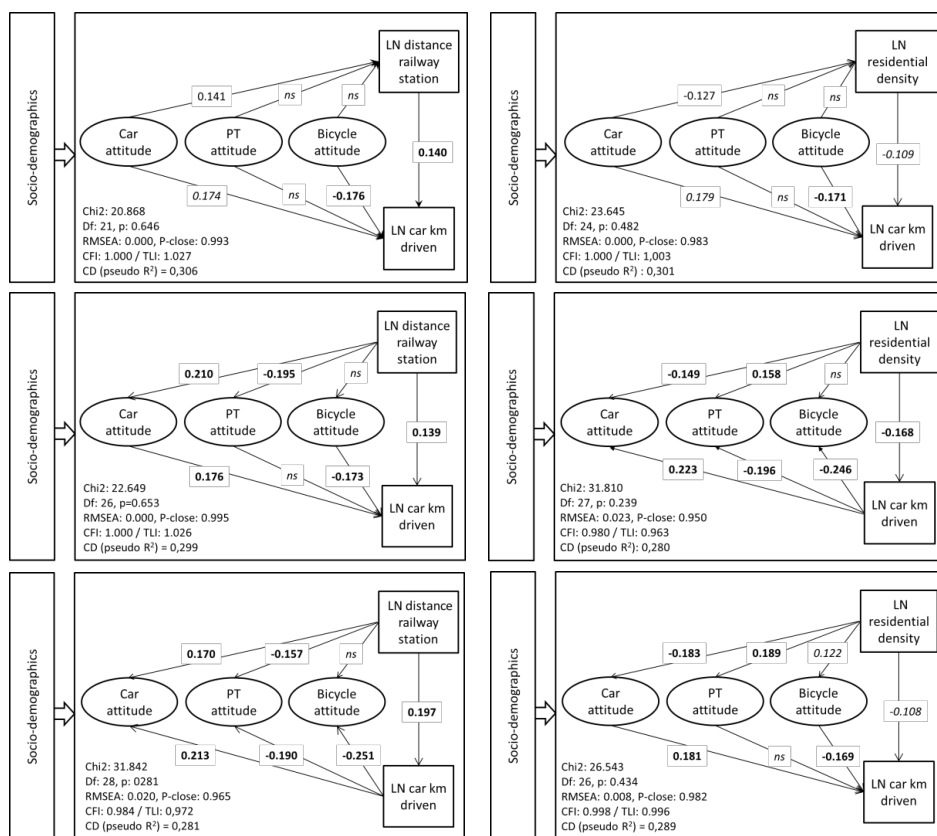 Socio-demographics
LN distance
railway
station
0.141
ns
ns
Car
attitude
PT
attitude
Bicycle
attitude
0.140
0.174
ns
-0.176
Chi2: 20.868
Df: 21, p: 0.646
RMSEA: 0.000, P-close: 0.993
CFI: 1.000 / TLI: 1.027
CD (pseudo R²) = 0,306
LN car km
driven
Socio-demographics
LN
residential
density
-0.127
ns
ns
Car
attitude
PT
attitude
Bicycle
attitude
-0.109
0.179
ns
-0.171
Chi2: 23.645
Df: 24, p: 0.482
RMSEA: 0.000, P-close: 0.983
CFI: 1.000 / TLI: 1,003
CD (pseudo R²) : 0,301
LN car km
driven
Socio-demographics
LN distance
railway
station
0.210
-0.195
ns
Car
attitude
PT
attitude
Bicycle
attitude
0.139
0.176
ns
-0.173
Chi2: 22.649
Df: 26, p=0.653
RMSEA: 0.000, P-close: 0.995
CFI: 1.000 / TLI: 1.026
CD (pseudo R²) = 0,299
LN car km
driven
Socio-demographics
LN
residential
density
-0.149
0.158
ns
Car
attitude
PT
attitude
Bicycle
attitude
-0.168
0.223
-0.196
-0.246
Chi2: 31.810
Df: 27, p: 0.239
RMSEA: 0.023, P-close: 0.950
CFI: 0.980 / TLI: 0.963
CD (pseudo R²): 0,280
LN car km
driven
Socio-demographics
LN distance
railway
station
0.170
-0.157
ns
Car
attitude
PT
attitude
Bicycle
attitude
0.197
0.213
-0.190
-0.251
Chi2: 31.842
Df: 28, p: 0281
RMSEA: 0.020, P-close: 0.965
CFI: 0.984 / TLI: 0,972
CD (pseudo R²) = 0,281
LN car km
driven
Socio-demographics
LN
residential
density
-0.183
0.189
0.122
Car
attitude
PT
attitude
Bicycle
attitude
-0.108
0.181
ns
-0.169
Chi2: 26.543
Df: 26, p: 0.434
RMSEA: 0.008, P-close: 0.982
CFI: 0.998 / TLI: 0.996
CD (pseudo R²) = 0,289
LN car km
driven